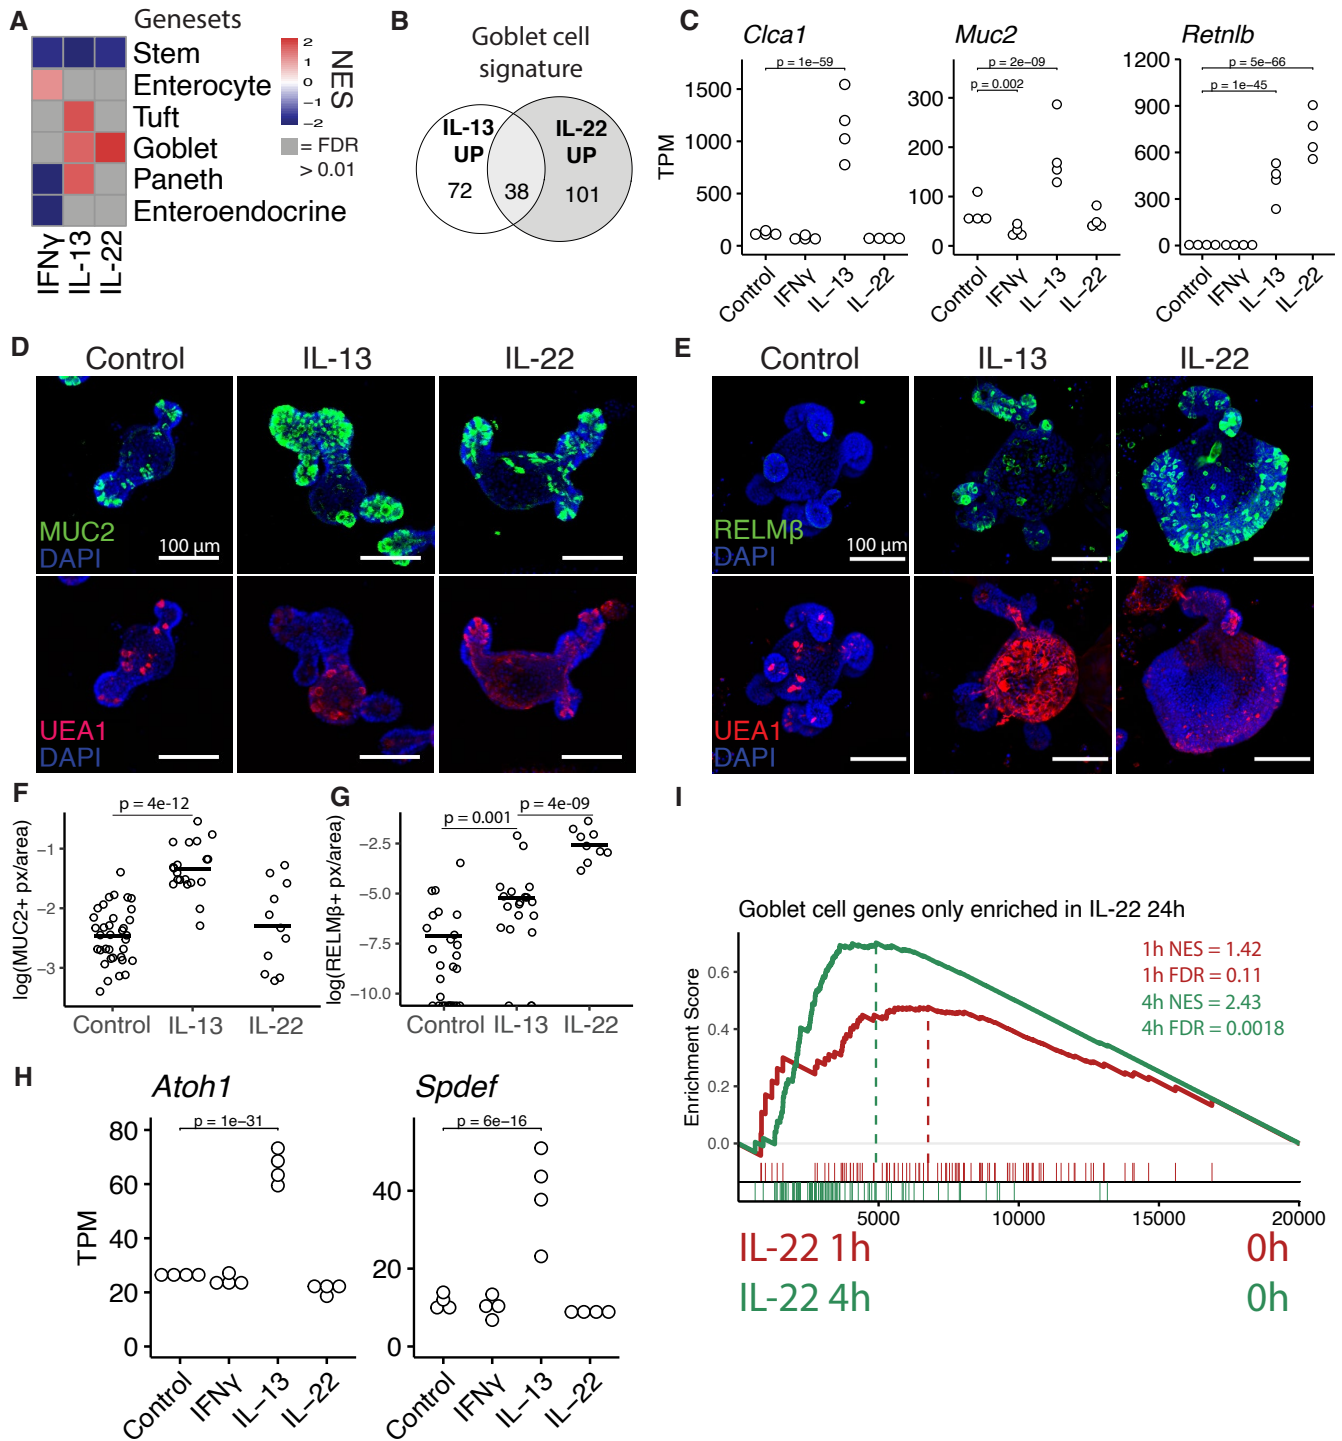 A
Genesets
Stem
Enterocyte
Tuft
Goblet
Paneth
Enteroendocrine
IFNγ
IL-13
IL-22
2
1
0
−1
−2
NES
= FDR
> 0.01
B
Goblet cell
signature
IL-13
UP
IL-22
UP
72
38
101
C
Clca1
Muc2
Retnlb
TPM
1500
1000
500
0
p = 1e−59
Control
IFNγ
IL−13
IL−22
300
200
100
0
p = 2e−09
p = 0.002
Control
IFNγ
IL−13
IL−22
1200
900
600
300
0
p = 5e−66
p = 1e−45
Control
IFNγ
IL−13
IL−22
D
Control
IL-13
IL-22
MUC2
DAPI
100 µm
UEA1
DAPI
E
Control
IL-13
IL-22
RELMβ
DAPI
100 µm
UEA1
DAPI
F
log(MUC2+ px/area)
−1
−2
−3
p = 4e-12
Control
IL-13
IL-22
G
log(RELMβ+ px/area)
−2.5
−5.0
−7.5
−10.0
p = 0.001
p = 4e-09
Control
IL-13
IL-22
H
Atoh1
Spdef
TPM
80
60
40
20
0
p = 1e−31
Control
IFNγ
IL−13
IL−22
40
20
0
p = 6e−16
Control
IFNγ
IL−13
IL−22
I
Goblet cell genes only enriched in IL-22 24h
Enrichment Score
0.6
0.4
0.2
0.0
1h NES = 1.42
1h FDR = 0.11
4h NES = 2.43
4h FDR = 0.0018
5000
10000
15000
20000
IL-22 1h
0h
IL-22 4h
0h